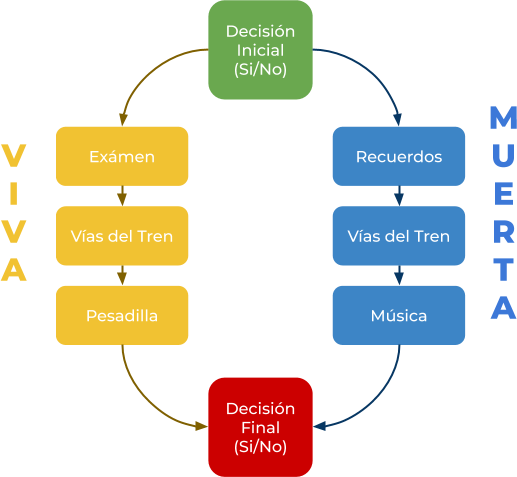 Decisión
Inicial
(Si/No)
VIVA
Exámen
Vías del Tren
Pesadilla
MUERTA
Recuerdos
Vías del Tren
Música
Decisión
Final
(Si/No)